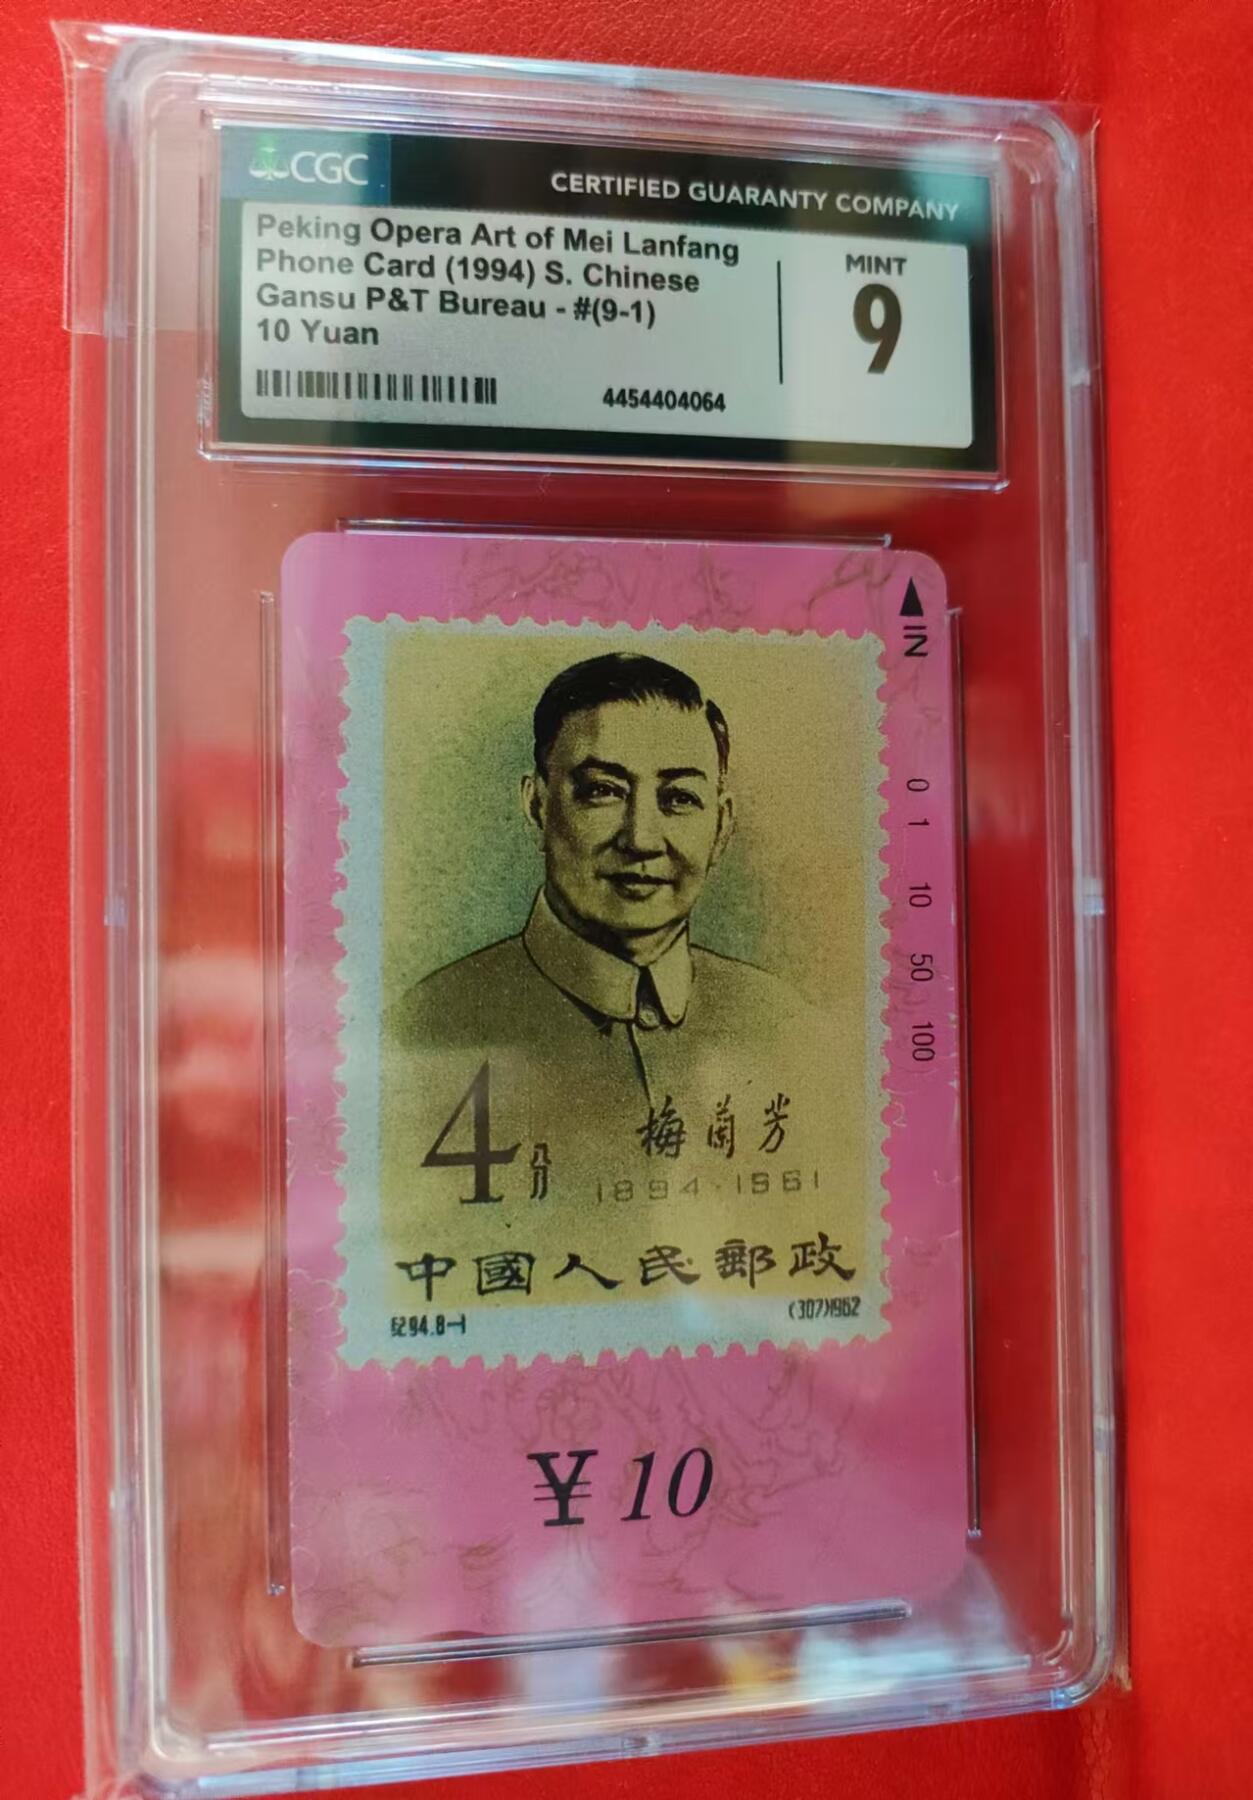 CGC
CERTIFIED GUARANTY COMPANY
Peking Opera Art of Mei Lanfang
Phone Card (1994) S. Chinese
Gansu P&T Bureau - #(9-1)
10 Yuan
4454404064
MINT
9
IN
0 1 10 50 100
4分
梅蘭芳
1894-1961
中國人民郵政
纪94.8-1
(307)1962
¥10